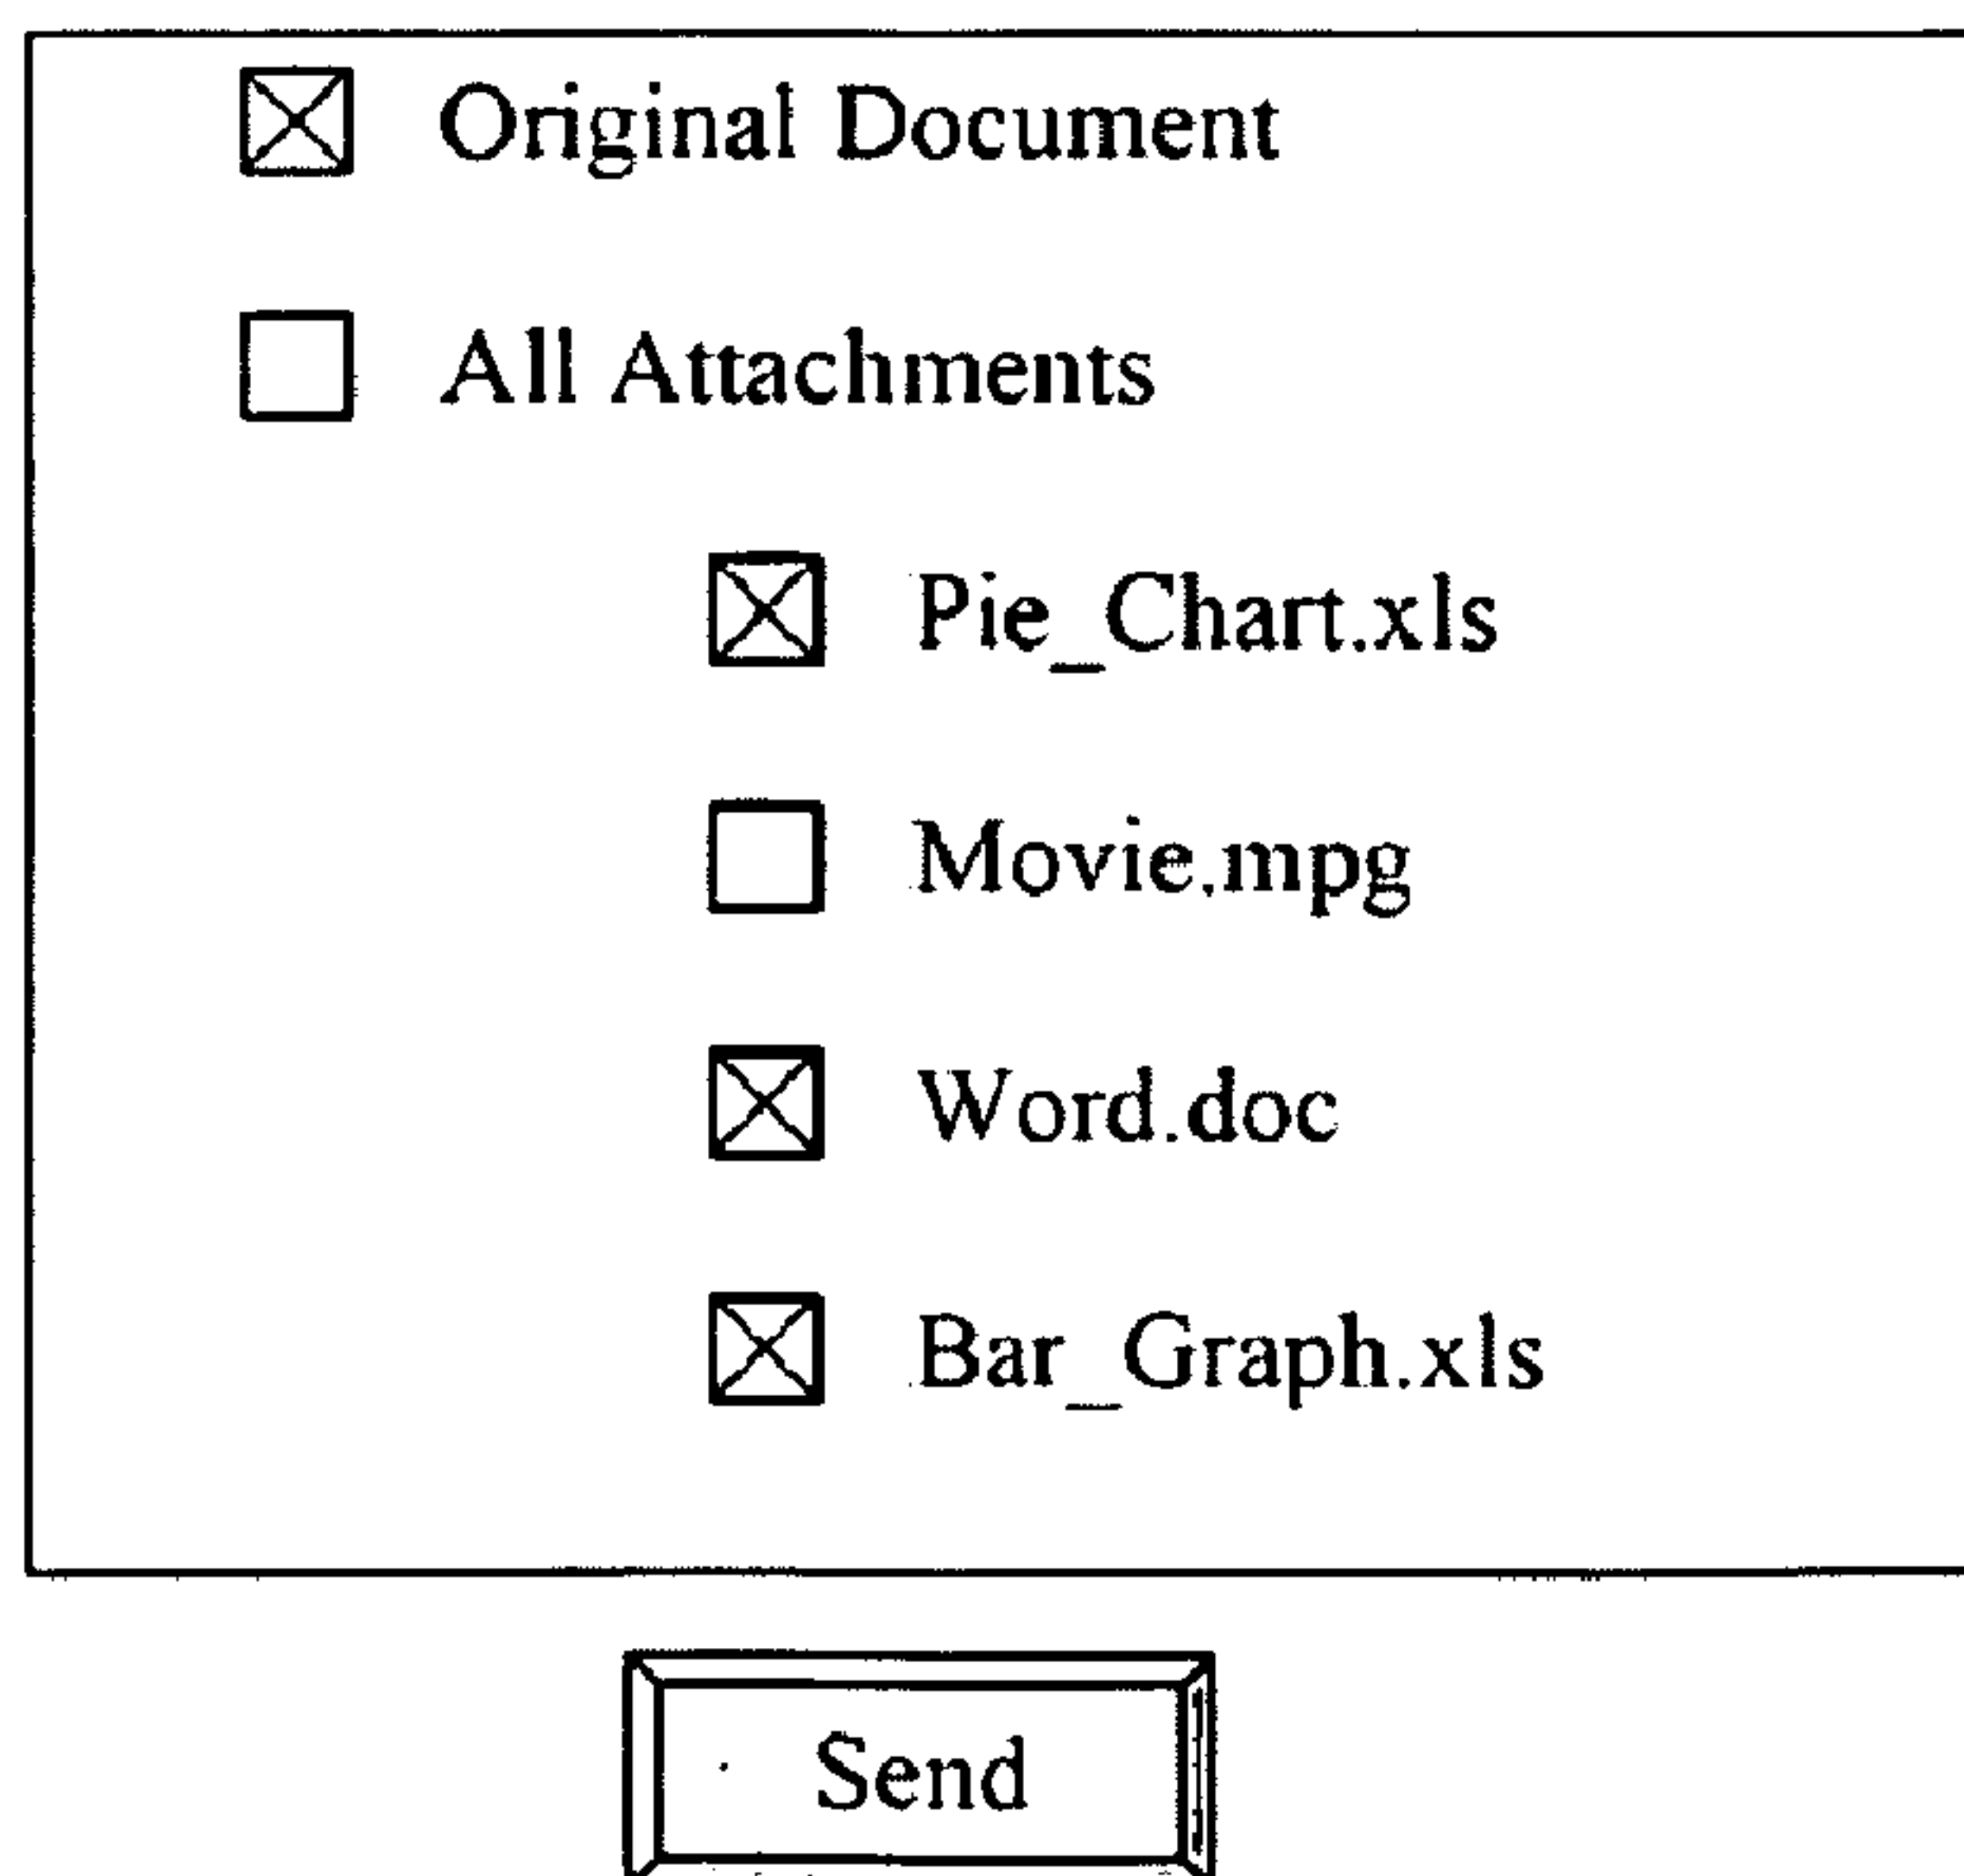 Original Document
All Attachments
Pie_Chart.xls
Movie.mpg
Word.doc
Bar_Graph.xls
Send